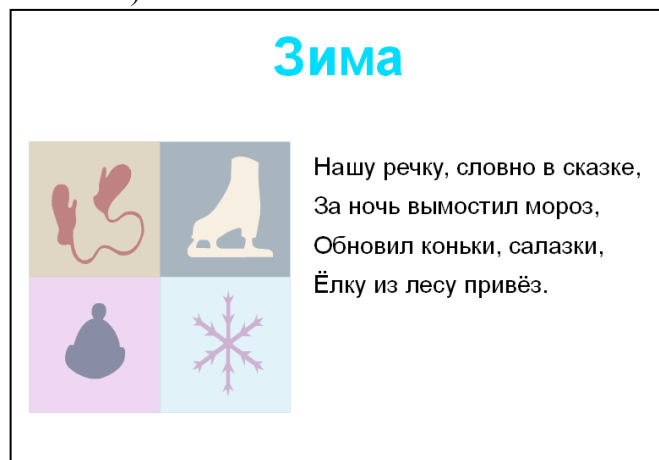 )
Зима
Нашу речку, словно в сказке,
За ночь вымостил мороз,
Обновил коньки, салазки,
Ёлку из лесу привёз.